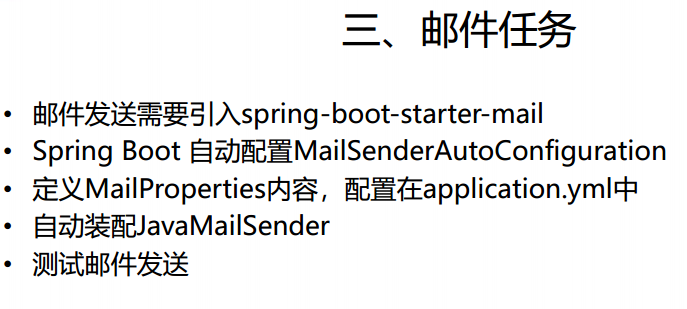 三、邮件任务
• 邮件发送需要引入spring-boot-starter-mail
• Spring Boot 自动配置MailSenderAutoConfiguration
• 定义MailProperties内容，配置在application.yml中
• 自动装配JavaMailSender
• 测试邮件发送